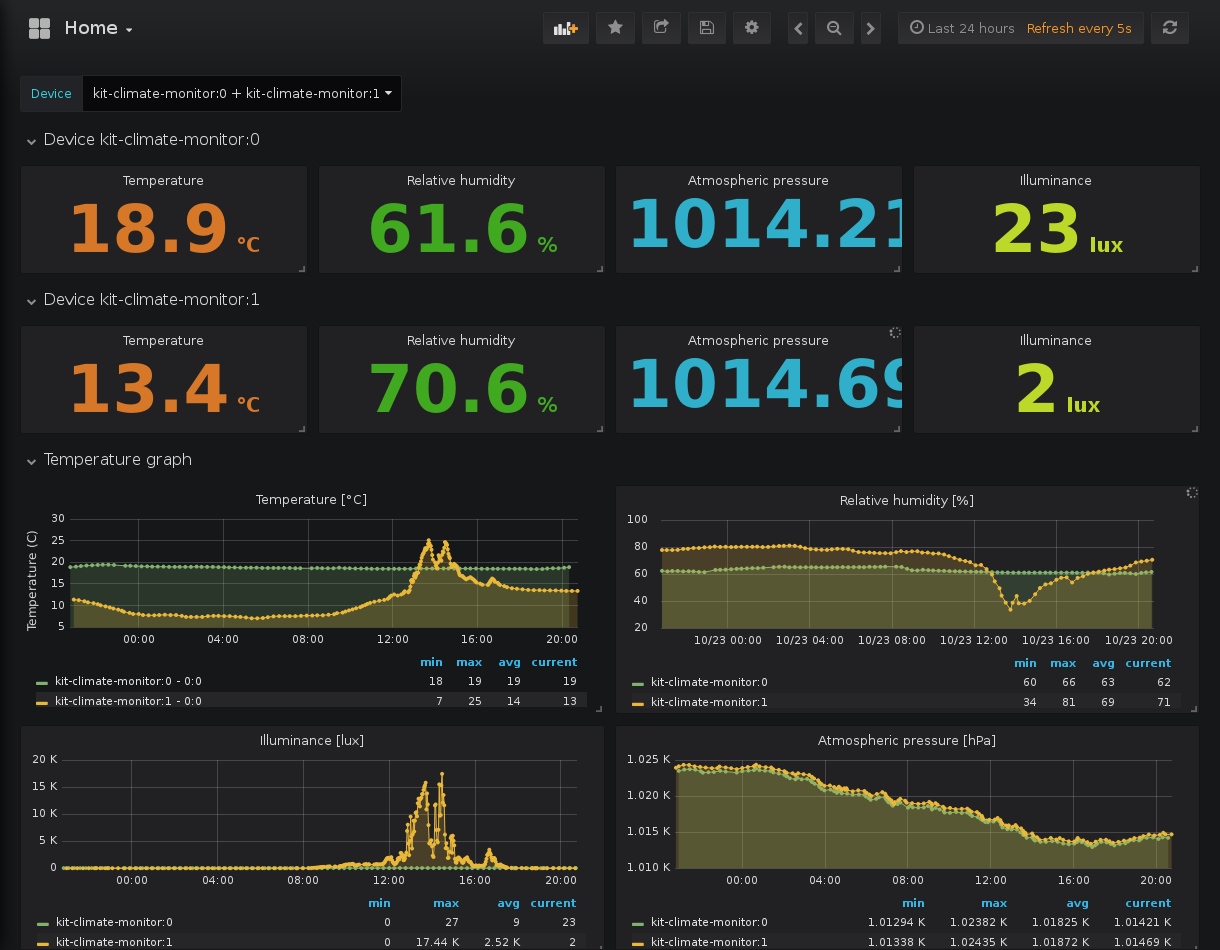 Home
Last 24 hours Refresh every 5s
Device kit-climate-monitor:0 + kit-climate-monitor:1
Device kit-climate-monitor:0
Temperature Relative humidity Atmospheric pressure Illuminance
18.9 °C 61.6 % 1014.21 23 lux
Device kit-climate-monitor:1
Temperature Relative humidity Atmospheric pressure Illuminance
13.4 °C 70.6 % 1014.69 2 lux
Temperature graph
Temperature [°C]
Temperature (C)
30
25
20
15
10
5
00:00 04:00 08:00 12:00 16:00 20:00
min max avg current
kit-climate-monitor:0 - 0:0 18 19 19 19
kit-climate-monitor:1 - 0:0 7 25 14 13
Relative humidity [%]
100
80
60
40
20
10/23 00:00 10/23 04:00 10/23 08:00 10/23 12:00 10/23 16:00 10/23 20:00
min max avg current
kit-climate-monitor:0 60 66 63 62
kit-climate-monitor:1 34 81 69 71
Illuminance [lux]
20 K
15 K
10 K
5 K
0
00:00 04:00 08:00 12:00 16:00 20:00
min max avg current
kit-climate-monitor:0 0 27 9 23
kit-climate-monitor:1 0 17.44 K 2.52 K 2
Atmospheric pressure [hPa]
1.025 K
1.020 K
1.015 K
1.010 K
00:00 04:00 08:00 12:00 16:00 20:00
min max avg current
kit-climate-monitor:0 1.01294 K 1.02382 K 1.01825 K 1.01421 K
kit-climate-monitor:1 1.01338 K 1.02435 K 1.01872 K 1.01469 K